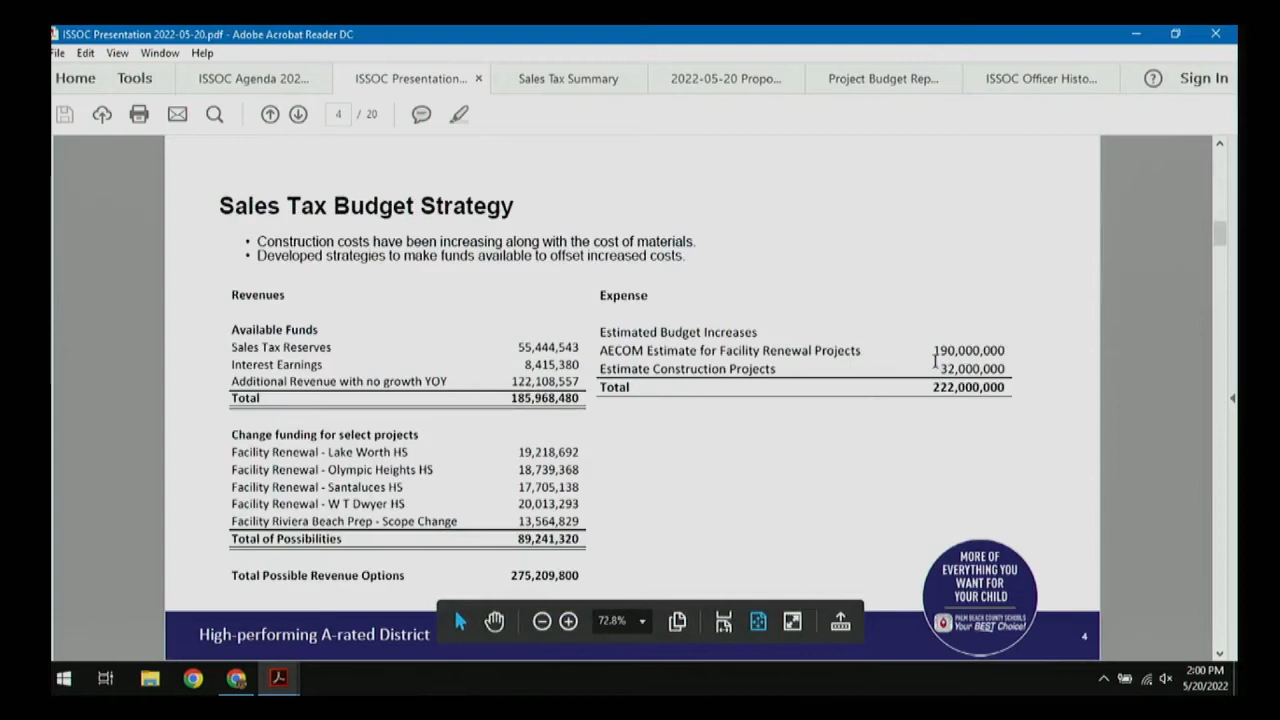 ISSOC Presentation 2022-05-20.pdf - Adobe Acrobat Reader DC
File Edit View Window Help
Home Tools ISSOC Agenda 202... ISSOC Presentation... × Sales Tax Summary 2022-05-20 Propo... Project Budget Rep... ISSOC Officer Histo... ? Sign In
4 / 20
Sales Tax Budget Strategy
• Construction costs have been increasing along with the cost of materials.
• Developed strategies to make funds available to offset increased costs.
Revenues
Available Funds
Sales Tax Reserves 55,444,543
Interest Earnings 8,415,380
Additional Revenue with no growth YOY 122,108,557
Total 185,968,480
Change funding for select projects
Facility Renewal - Lake Worth HS 19,218,692
Facility Renewal - Olympic Heights HS 18,739,368
Facility Renewal - Santaluces HS 17,705,138
Facility Renewal - W T Dwyer HS 20,013,293
Facility Riviera Beach Prep - Scope Change 13,564,829
Total of Possibilities 89,241,320
Total Possible Revenue Options 275,209,800
Expense
Estimated Budget Increases
AECOM Estimate for Facility Renewal Projects 190,000,000
Estimate Construction Projects 32,000,000
Total 222,000,000
MORE OF
EVERYTHING YOU
WANT FOR
YOUR CHILD
PALM BEACH COUNTY SCHOOLS
Your BEST Choice!
High-performing A-rated District
4
72.8%
2:00 PM
5/20/2022